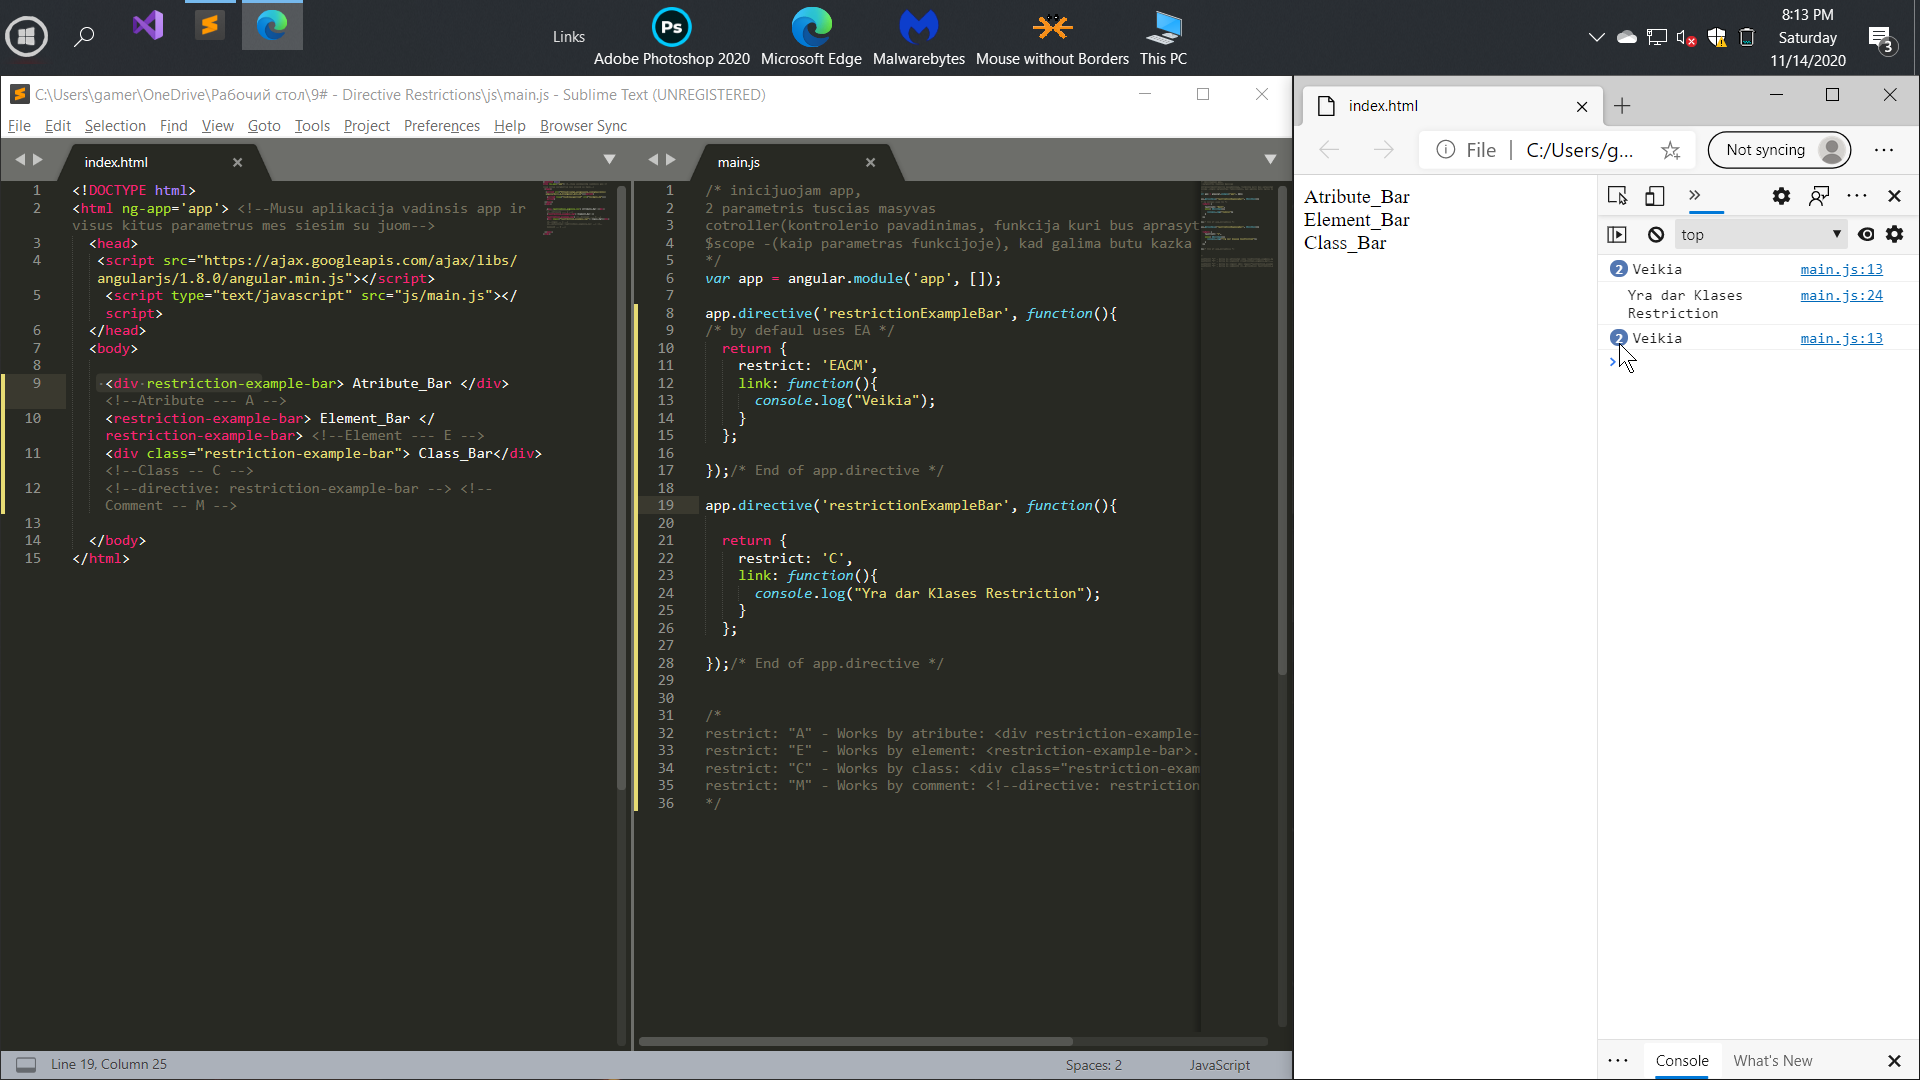 Links
Adobe Photoshop 2020
Microsoft Edge
Malwarebytes
Mouse without Borders
This PC
8:13 PM
Saturday
11/14/2020
3
C:\Users\gamer\OneDrive\Рабочий стол\9# - Directive Restrictions\js\main.js - Sublime Text (UNREGISTERED)
File Edit Selection Find View Goto Tools Project Preferences Help Browser Sync
index.html
1 <!DOCTYPE html>
2 <html ng-app='app'> <!--Musu aplikacija vadinsis app ir
visus kitus parametrus mes siesim su juom-->
3 <head>
4 <script src="https://ajax.googleapis.com/ajax/libs/
angularjs/1.8.0/angular.min.js"></script>
5 <script type="text/javascript" src="js/main.js"></
script>
6 </head>
7 <body>
8
9 <div restriction-example-bar> Atribute_Bar </div>
<!--Atribute --- A -->
10 <restriction-example-bar> Element_Bar </
restriction-example-bar> <!--Element --- E -->
11 <div class="restriction-example-bar"> Class_Bar</div>
<!--Class -- C -->
12 <!--directive: restriction-example-bar --> <!--
Comment -- M -->
13
14 </body>
15 </html>
main.js
1 /* inicijuojam app,
2 2 parametris tuscias masyvas
3 cotroller(kontrolerio pavadinimas, funkcija kuri bus aprasyt
4 $scope -(kaip parametras funkcijoje), kad galima butu kazka
5 */
6 var app = angular.module('app', []);
7
8 app.directive('restrictionExampleBar', function(){
9 /* by defaul uses EA */
10 return {
11 restrict: 'EACM',
12 link: function(){
13 console.log("Veikia");
14 }
15 };
16
17 });/* End of app.directive */
18
19 app.directive('restrictionExampleBar', function(){
20
21 return {
22 restrict: 'C',
23 link: function(){
24 console.log("Yra dar Klases Restriction");
25 }
26 };
27
28 });/* End of app.directive */
29
30
31 /*
32 restrict: "A" - Works by atribute: <div restriction-example-
33 restrict: "E" - Works by element: <restriction-example-bar>.
34 restrict: "C" - Works by class: <div class="restriction-exam
35 restrict: "M" - Works by comment: <!--directive: restriction
36 */
Line 19, Column 25
Spaces: 2
JavaScript
index.html
File | C:/Users/g...
Not syncing
Atribute_Bar
Element_Bar
Class_Bar
top
2 Veikia main.js:13
Yra dar Klases main.js:24
Restriction
2 Veikia main.js:13
Console
What's New
Ps